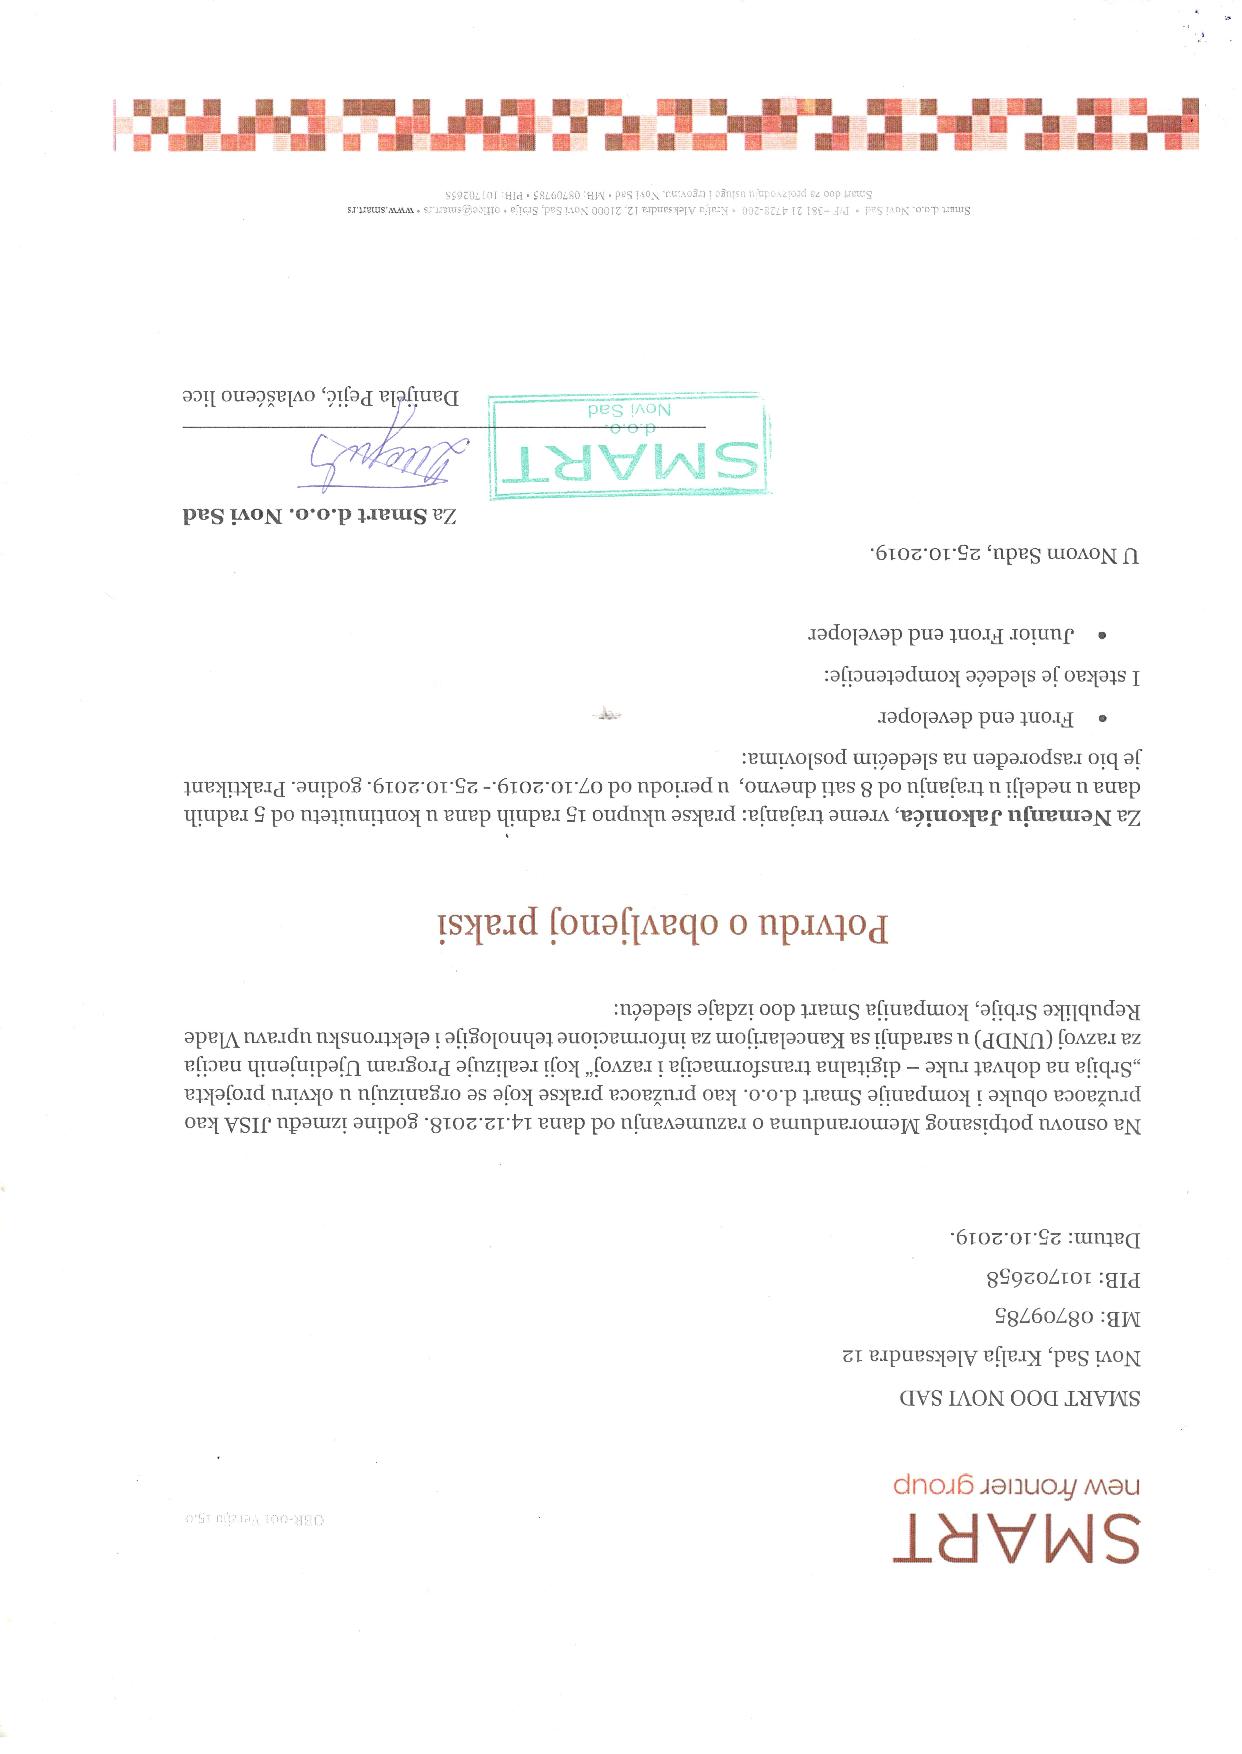 SMART
new frontier group
OBR-001 Verzija 15.0
SMART DOO NOVI SAD
Novi Sad, Kralja Aleksandra 12
MB: 08709785
PIB: 101702658
Datum: 25.10.2019.
Na osnovu potpisanog Memoranduma o razumevanju od dana 14.12.2018. godine između JISA kao
pružaoca obuke i kompanije Smart d.o.o. kao pružaoca prakse koje se organizuju u okviru projekta
„Srbija na dohvat ruke – digitalna transformacija i razvoj“ koji realizuje Program Ujedinjenih nacija
za razvoj (UNDP) u saradnji sa Kancelarijom za informacione tehnologije i elektronsku upravu Vlade
Republike Srbije, kompanija Smart doo izdaje sledeću:
Potvrdu o obavljenoj praksi
Za Nemanju Jakonića, vreme trajanja: prakse ukupno 15 radnih dana u kontinuitetu od 5 radnih
dana u nedelji u trajanju od 8 sati dnevno, u periodu od 07.10.2019.- 25.10.2019. godine. Praktikant
je bio raspoređen na sledećim poslovima:
• Front end developer
I stekao je sledeće kompetencije:
• Junior Front end developer
U Novom Sadu, 25.10.2019.
Za Smart d.o.o. Novi Sad
SMART
d.o.o.
Novi Sad
Danijela Pejić, ovlašćeno lice
Smart d.o.o. Novi Sad • P/F +381 21 4728-200 • Kralja Aleksandra 12, 21000 Novi Sad, Srbija • office@smart.rs • www.smart.rs
Smart doo za proizvodnju usluge i trgovinu, Novi Sad • MB: 08709785 • PIB: 101702658